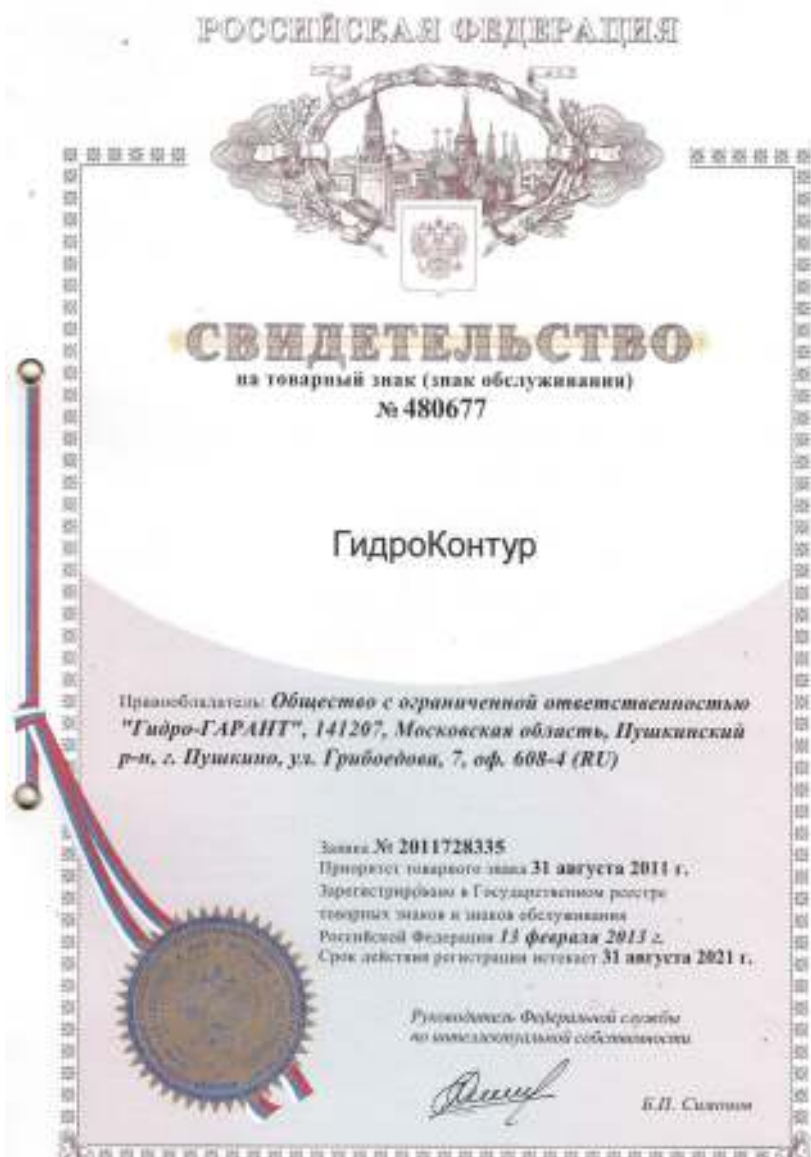 РОССИЙСКАЯ ФЕДЕРАЦИЯ
СВИДЕТЕЛЬСТВО
на товарный знак (знак обслуживания)
№ 480677
ГидроКонтур
Правообладатель: Общество с ограниченной ответственностью
"Гидро-ГАРАНТ", 141207, Московская область, Пушкинский
р-н, г. Пушкино, ул. Грибоедова, 7, оф. 608-4 (RU)
Заявка № 2011728335
Приоритет товарного знака 31 августа 2011 г.
Зарегистрировано в Государственном реестре
товарных знаков и знаков обслуживания
Российской Федерации 13 февраля 2013 г.
Срок действия регистрации истекает 31 августа 2021 г.
Руководитель Федеральной службы
по интеллектуальной собственности
Б.П. Симонов